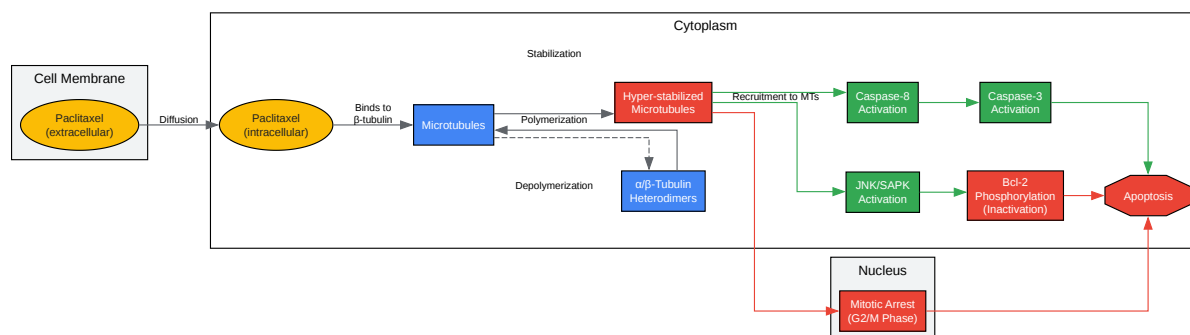 Cytoplasm
Cell Membrane
Paclitaxel
(extracellular)
Diffusion
Paclitaxel
(intracellular)
Binds to
β-tubulin
Microtubules
Stabilization
Polymerization
Depolymerization
α/β-Tubulin
Heterodimers
Hyper-stabilized
Microtubules
Recruitment to MTs
Caspase-8
Activation
Caspase-3
Activation
JNK/SAPK
Activation
Bcl-2
Phosphorylation
(Inactivation)
Apoptosis
Nucleus
Mitotic Arrest
(G2/M Phase)